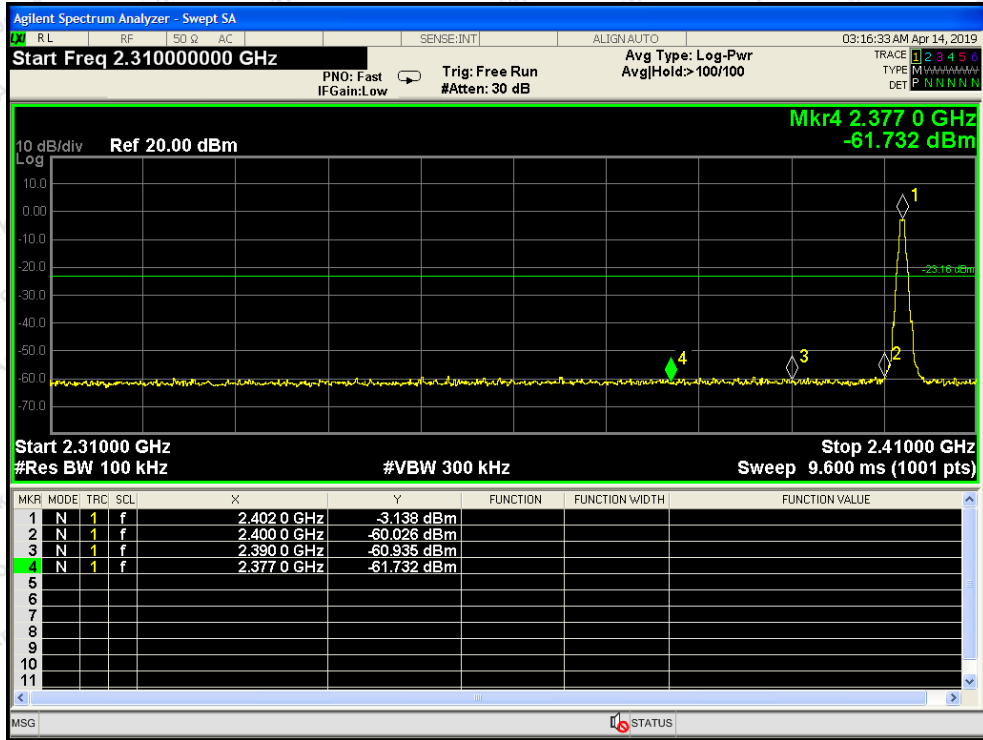 Agilent Spectrum Analyzer - Swept SA
LXI RL RF 50 Ω AC SENSE:INT ALIGNAUTO 03:16:33 AM Apr 14, 2019
Start Freq 2.310000000 GHz
PNO: Fast
IFGain:Low
Trig: Free Run
#Atten: 30 dB
Avg Type: Log-Pwr
Avg|Hold:>100/100
TRACE 1 2 3 4 5 6
TYPE M W W W W W
DET P N N N N N
Mkr4 2.377 0 GHz
-61.732 dBm
10 dB/div Ref 20.00 dBm
Log
10.0
0.00
-10.0
-20.0
-30.0
-40.0
-50.0
-60.0
-70.0
1
-23.16 dBm
4
3
2
Start 2.31000 GHz Stop 2.41000 GHz
#Res BW 100 kHz #VBW 300 kHz Sweep 9.600 ms (1001 pts)
MKR MODE TRC SCL X Y FUNCTION FUNCTION WIDTH FUNCTION VALUE
1 N 1 f 2.402 0 GHz -3.138 dBm
2 N 1 f 2.400 0 GHz -60.026 dBm
3 N 1 f 2.390 0 GHz -60.935 dBm
4 N 1 f 2.377 0 GHz -61.732 dBm
5
6
7
8
9
10
11
MSG STATUS